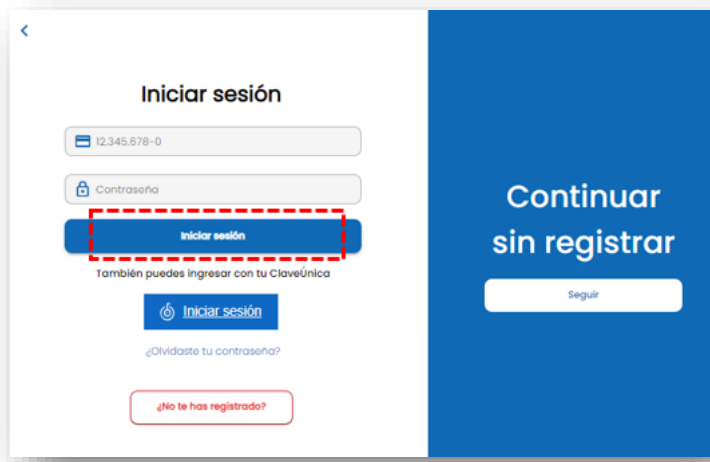 Iniciar sesión
12.345.678-0
Contraseña
Iniciar sesión
También puedes ingresar con tu ClaveÚnica
Iniciar sesión
¿Olvidaste tu contraseña?
¿No te has registrado?
Continuar
sin registrar
Seguir